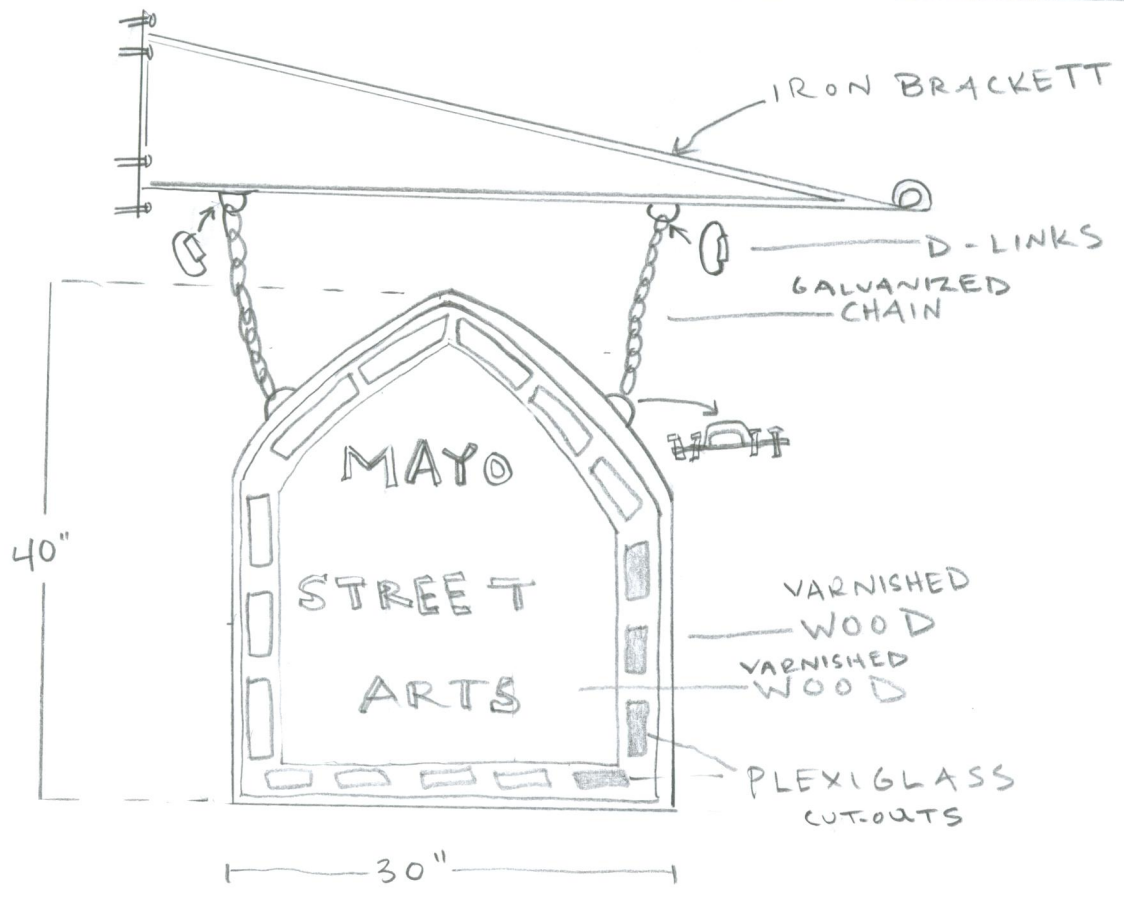 IRON BRACKETT
D-LINKS
GALVANIZED
CHAIN
MAYO
STREET
ARTS
40"
VARNISHED
WOOD
VARNISHED
WOOD
PLEXIGLASS
CUT-OUTS
30"